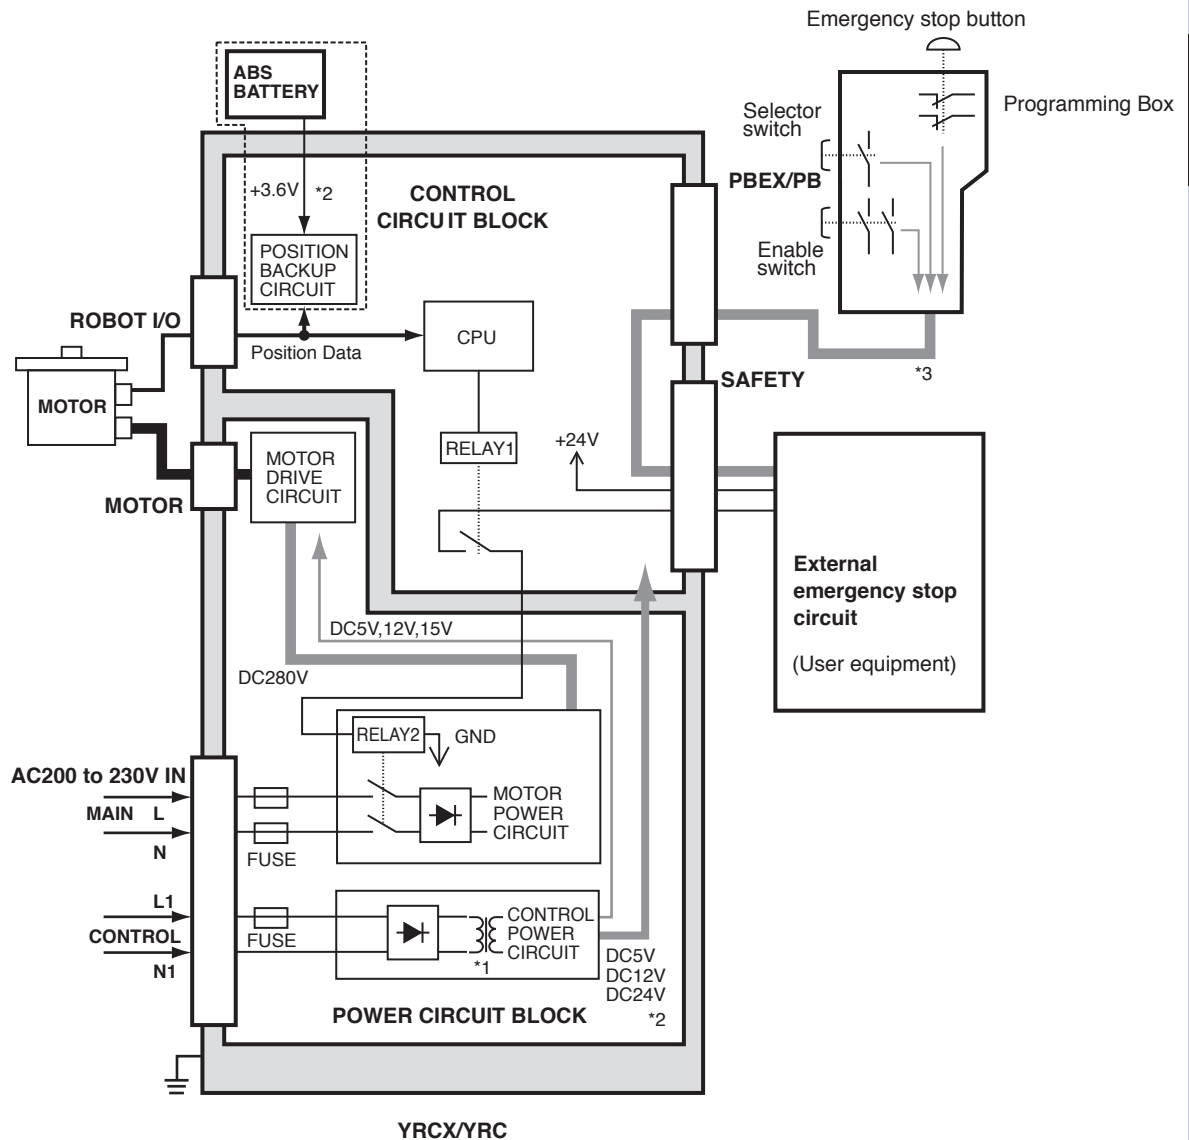 Emergency stop button
ABS
BATTERY
Programming Box
Selector
switch
PBEX/PB
Enable
switch
+3.6V
*2
CONTROL
CIRCUIT BLOCK
POSITION
BACKUP
CIRCUIT
ROBOT I/O
CPU
Position Data
*3
SAFETY
MOTOR
RELAY1
+24V
MOTOR
DRIVE
CIRCUIT
MOTOR
External
emergency stop
circuit
(User equipment)
DC5V,12V,15V
DC280V
RELAY2
GND
AC200 to 230V IN
MAIN
L
N
FUSE
MOTOR
POWER
CIRCUIT
L1
CONTROL
N1
FUSE
CONTROL
POWER
CIRCUIT
*1
DC5V
DC12V
DC24V
*2
POWER CIRCUIT BLOCK
YRCX/YRC